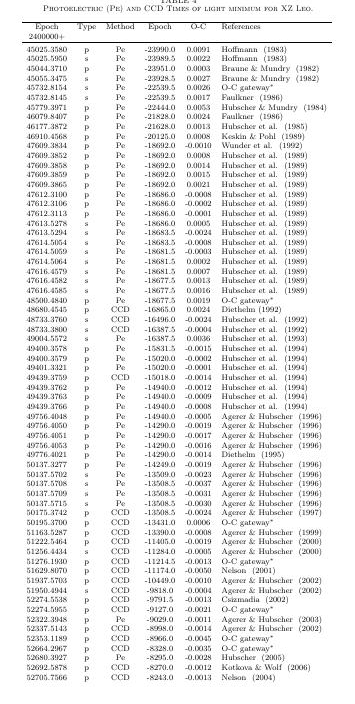 TABLE 4
Photoelectric (Pe) and CCD Times of light minimum for XZ Leo.
Epoch Type Method Epoch O-C References
2400000+
45025.3580 p Pe -23990.0 0.0091 Hoffmann (1983)
45025.5950 s Pe -23989.5 0.0022 Hoffmann (1983)
45044.3710 p Pe -23951.0 0.0003 Braune & Mundry (1982)
45055.3475 s Pe -23928.5 0.0027 Braune & Mundry (1982)
45732.8154 s Pe -22539.5 0.0026 O-C gateway*
45732.8145 s Pe -22539.5 0.0017 Faulkner (1986)
45779.3971 p Pe -22444.0 0.0053 Hubscher & Mundry (1984)
46079.8407 p Pe -21828.0 0.0024 Faulkner (1986)
46177.3872 p Pe -21628.0 0.0013 Hubscher et al. (1985)
46910.4568 p Pe -20125.0 0.0008 Keskin & Pohl (1989)
47609.3834 p Pe -18692.0 -0.0010 Wunder et al. (1992)
47609.3852 p Pe -18692.0 0.0008 Hubscher et al. (1989)
47609.3858 p Pe -18692.0 0.0014 Hubscher et al. (1989)
47609.3859 p Pe -18692.0 0.0015 Hubscher et al. (1989)
47609.3865 p Pe -18692.0 0.0021 Hubscher et al. (1989)
47612.3100 p Pe -18686.0 -0.0008 Hubscher et al. (1989)
47612.3106 p Pe -18686.0 -0.0002 Hubscher et al. (1989)
47612.3113 p Pe -18686.0 -0.0001 Hubscher et al. (1989)
47613.5278 s Pe -18686.0 0.0005 Hubscher et al. (1989)
47613.5294 s Pe -18683.5 -0.0024 Hubscher et al. (1989)
47614.5054 s Pe -18683.5 -0.0008 Hubscher et al. (1989)
47614.5059 s Pe -18681.5 -0.0003 Hubscher et al. (1989)
47614.5064 s Pe -18681.5 0.0002 Hubscher et al. (1989)
47616.4579 s Pe -18681.5 0.0007 Hubscher et al. (1989)
47616.4582 s Pe -18677.5 0.0013 Hubscher et al. (1989)
47616.4585 s Pe -18677.5 0.0016 Hubscher et al. (1989)
48500.4840 p Pe -18677.5 0.0019 O-C gateway*
48680.4545 p CCD -16865.0 0.0024 Diethelm (1992)
48733.3760 s CCD -16496.0 -0.0024 Hubscher et al. (1992)
48733.3800 s CCD -16387.5 -0.0004 Hubscher et al. (1992)
49004.5572 s Pe -16387.5 0.0036 Hubscher et al. (1993)
49400.3578 p Pe -15831.5 -0.0015 Hubscher et al. (1994)
49400.3579 p Pe -15020.0 -0.0002 Hubscher et al. (1994)
49401.3321 p Pe -15020.0 -0.0001 Hubscher et al. (1994)
49439.3759 p CCD -15018.0 -0.0014 Hubscher et al. (1994)
49439.3762 p Pe -14940.0 -0.0012 Hubscher et al. (1994)
49439.3763 p Pe -14940.0 -0.0009 Hubscher et al. (1994)
49439.3766 p Pe -14940.0 -0.0008 Hubscher et al. (1994)
49756.4048 p Pe -14940.0 -0.0005 Agerer & Hubscher (1996)
49756.4050 p Pe -14290.0 -0.0019 Agerer & Hubscher (1996)
49756.4051 p Pe -14290.0 -0.0017 Agerer & Hubscher (1996)
49756.4053 p Pe -14290.0 -0.0016 Agerer & Hubscher (1996)
49776.4021 p Pe -14290.0 -0.0014 Diethelm (1995)
50137.3277 p Pe -14249.0 -0.0019 Agerer & Hubscher (1996)
50137.5702 s Pe -13509.0 -0.0023 Agerer & Hubscher (1996)
50137.5708 s Pe -13508.5 -0.0037 Agerer & Hubscher (1996)
50137.5709 s Pe -13508.5 -0.0031 Agerer & Hubscher (1996)
50137.5715 s Pe -13508.5 -0.0030 Agerer & Hubscher (1996)
50175.3742 p CCD -13508.5 -0.0024 Agerer & Hubscher (1997)
50195.3700 p CCD -13431.0 0.0006 O-C gateway*
51163.5287 p CCD -13390.0 -0.0008 Agerer & Hubscher (1999)
51222.5464 p CCD -11405.0 -0.0019 Agerer & Hubscher (2000)
51256.4434 s CCD -11284.0 -0.0005 Agerer & Hubscher (2000)
51276.1930 p CCD -11214.5 -0.0013 O-C gateway*
51629.8070 p CCD -11174.0 -0.0050 Nelson (2001)
51937.5703 p CCD -10449.0 -0.0010 Agerer & Hubscher (2002)
51950.4944 s CCD -9818.0 -0.0004 Agerer & Hubscher (2002)
52274.5538 p CCD -9791.5 -0.0013 Csizmadia (2002)
52274.5955 p CCD -9127.0 -0.0021 O-C gateway*
52322.3948 p Pe -9029.0 -0.0011 Agerer & Hubscher (2003)
52337.5143 p CCD -8998.0 -0.0014 Agerer & Hubscher (2002)
52353.1189 p CCD -8966.0 -0.0045 O-C gateway*
52664.2967 p CCD -8328.0 -0.0035 O-C gateway*
52680.3927 p Pe -8295.0 -0.0028 Hubscher (2005)
52692.5878 p CCD -8270.0 -0.0012 Kotkova & Wolf (2006)
52705.7566 p CCD -8243.0 -0.0013 Nelson (2004)